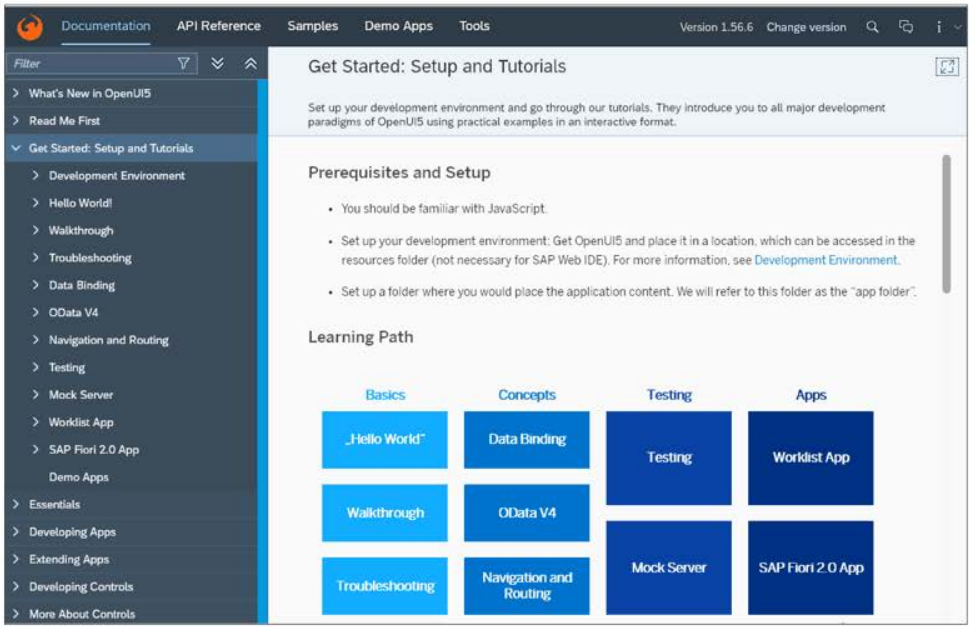 Documentation API Reference Samples Demo Apps Tools Version 1.56.6 Change version
Filter
What's New in OpenUI5
Read Me First
Get Started: Setup and Tutorials
Development Environment
Hello World!
Walkthrough
Troubleshooting
Data Binding
OData V4
Navigation and Routing
Testing
Mock Server
Worklist App
SAP Fiori 2.0 App
Demo Apps
Essentials
Developing Apps
Extending Apps
Developing Controls
More About Controls
Get Started: Setup and Tutorials
Set up your development environment and go through our tutorials. They introduce you to all major development
paradigms of OpenUI5 using practical examples in an interactive format.
Prerequisites and Setup
• You should be familiar with JavaScript.
• Set up your development environment: Get OpenUI5 and place it in a location, which can be accessed in the
resources folder (not necessary for SAP Web IDE). For more information, see Development Environment.
• Set up a folder where you would place the application content. We will refer to this folder as the "app folder".
Learning Path
Basics Concepts Testing Apps
„Hello World" Data Binding
Testing Worklist App
Walkthrough OData V4
Mock Server SAP Fiori 2.0 App
Troubleshooting Navigation and
Routing